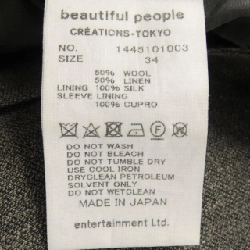 beautiful people
CRÉATIONS-TOKYO
NO. 1445101003
SIZE 34
50% WOOL
50% LINEN
LINING 100% SILK
SLEEVE LINING
100% CUPRO
DO NOT WASH
DO NOT BLEACH
DO NOT TUMBLE DRY
USE COOL IRON
DRYCLEAN PETROLEUM
SOLVENT ONLY
DO NOT WETCLEAN
MADE IN JAPAN
entertainment Ltd.